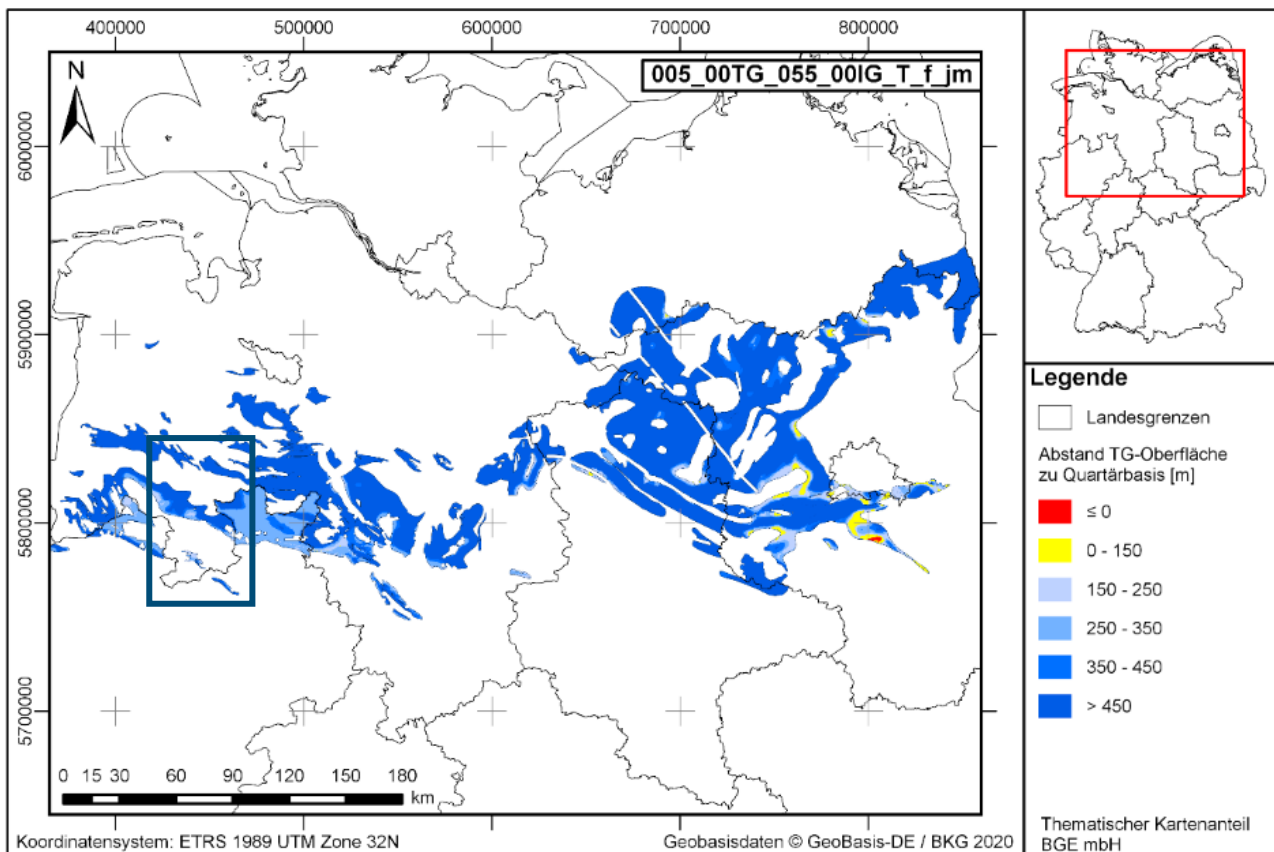 400000 500000 600000 700000 800000
N
005_00TG_055_00IG_T_f_jm
6000000
5900000
5800000
5700000
0 15 30 60 90 120 150 180
km
Koordinatensystem: ETRS 1989 UTM Zone 32N
Geobasisdaten © GeoBasis-DE / BKG 2020
Legende
Landesgrenzen
Abstand TG-Oberfläche
zu Quartärbasis [m]
≤ 0
0 - 150
150 - 250
250 - 350
350 - 450
> 450
Thematischer Kartenanteil
BGE mbH